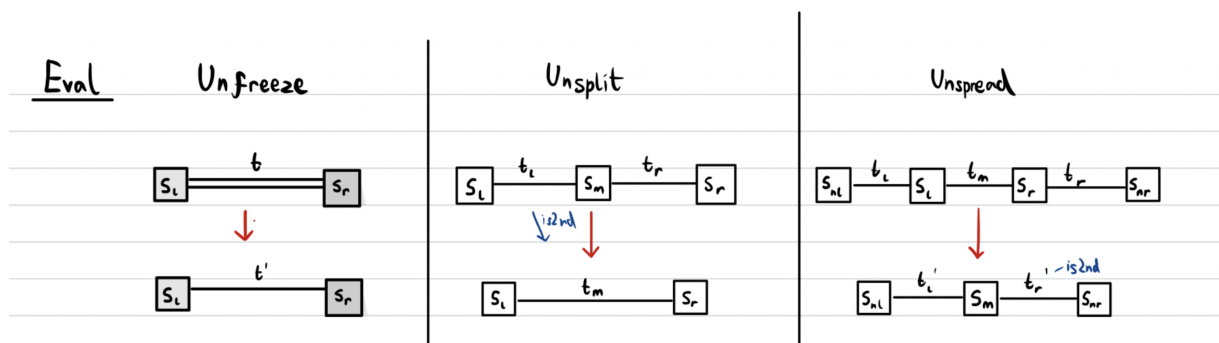 Eval Unfreeze Unsplit Unspread
t
S_l S_r
t'
S_l S_r
t_l t_r
S_l S_m S_r
is2nd
t_m
S_l S_r
t_l t_m t_r
S_nl S_l S_r S_nr
t_l' t_r' is2nd
S_nl S_m S_nr